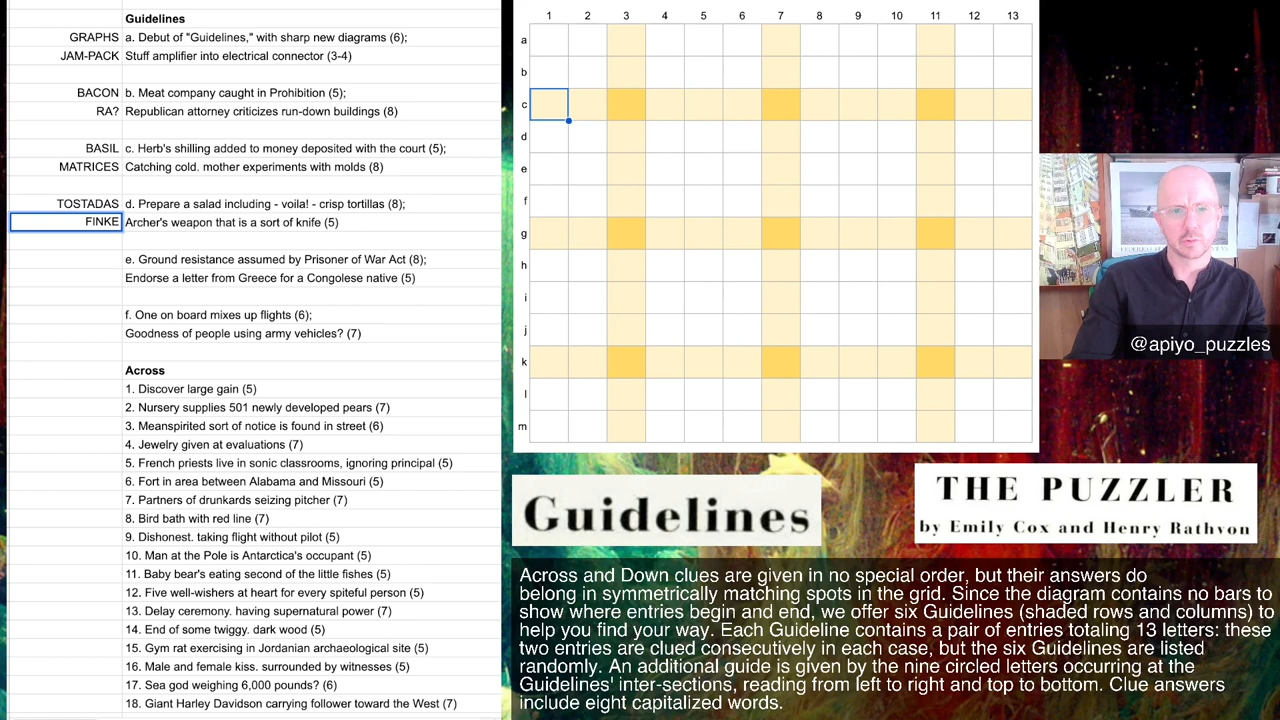 Guidelines
GRAPHS a. Debut of "Guidelines," with sharp new diagrams (6);
JAM-PACK Stuff amplifier into electrical connector (3-4)
BACON b. Meat company caught in Prohibition (5);
RA? Republican attorney criticizes run-down buildings (8)
BASIL c. Herb's shilling added to money deposited with the court (5);
MATRICES Catching cold. mother experiments with molds (8)
TOSTADAS d. Prepare a salad including - voila! - crisp tortillas (8);
FINKE Archer's weapon that is a sort of knife (5)
e. Ground resistance assumed by Prisoner of War Act (8);
Endorse a letter from Greece for a Congolese native (5)
f. One on board mixes up flights (6);
Goodness of people using army vehicles? (7)
Across
1. Discover large gain (5)
2. Nursery supplies 501 newly developed pears (7)
3. Meanspirited sort of notice is found in street (6)
4. Jewelry given at evaluations (7)
5. French priests live in sonic classrooms, ignoring principal (5)
6. Fort in area between Alabama and Missouri (5)
7. Partners of drunkards seizing pitcher (7)
8. Bird bath with red line (7)
9. Dishonest. taking flight without pilot (5)
10. Man at the Pole is Antarctica's occupant (5)
11. Baby bear's eating second of the little fishes (5)
12. Five well-wishers at heart for every spiteful person (5)
13. Delay ceremony. having supernatural power (7)
14. End of some twiggy. dark wood (5)
15. Gym rat exercising in Jordanian archaeological site (5)
16. Male and female kiss. surrounded by witnesses (5)
17. Sea god weighing 6,000 pounds? (6)
18. Giant Harley Davidson carrying follower toward the West (7)
1 2 3 4 5 6 7 8 9 10 11 12 13
a
b
c
d
e
f
g
h
i
j
k
l
m
@apiyo_puzzles
Guidelines
THE PUZZLER
by Emily Cox and Henry Rathvon
Across and Down clues are given in no special order, but their answers do
belong in symmetrically matching spots in the grid. Since the diagram contains no bars to
show where entries begin and end, we offer six Guidelines (shaded rows and columns) to
help you find your way. Each Guideline contains a pair of entries totaling 13 letters: these
two entries are clued consecutively in each case, but the six Guidelines are listed
randomly. An additional guide is given by the nine circled letters occurring at the
Guidelines' inter-sections, reading from left to right and top to bottom. Clue answers
include eight capitalized words.